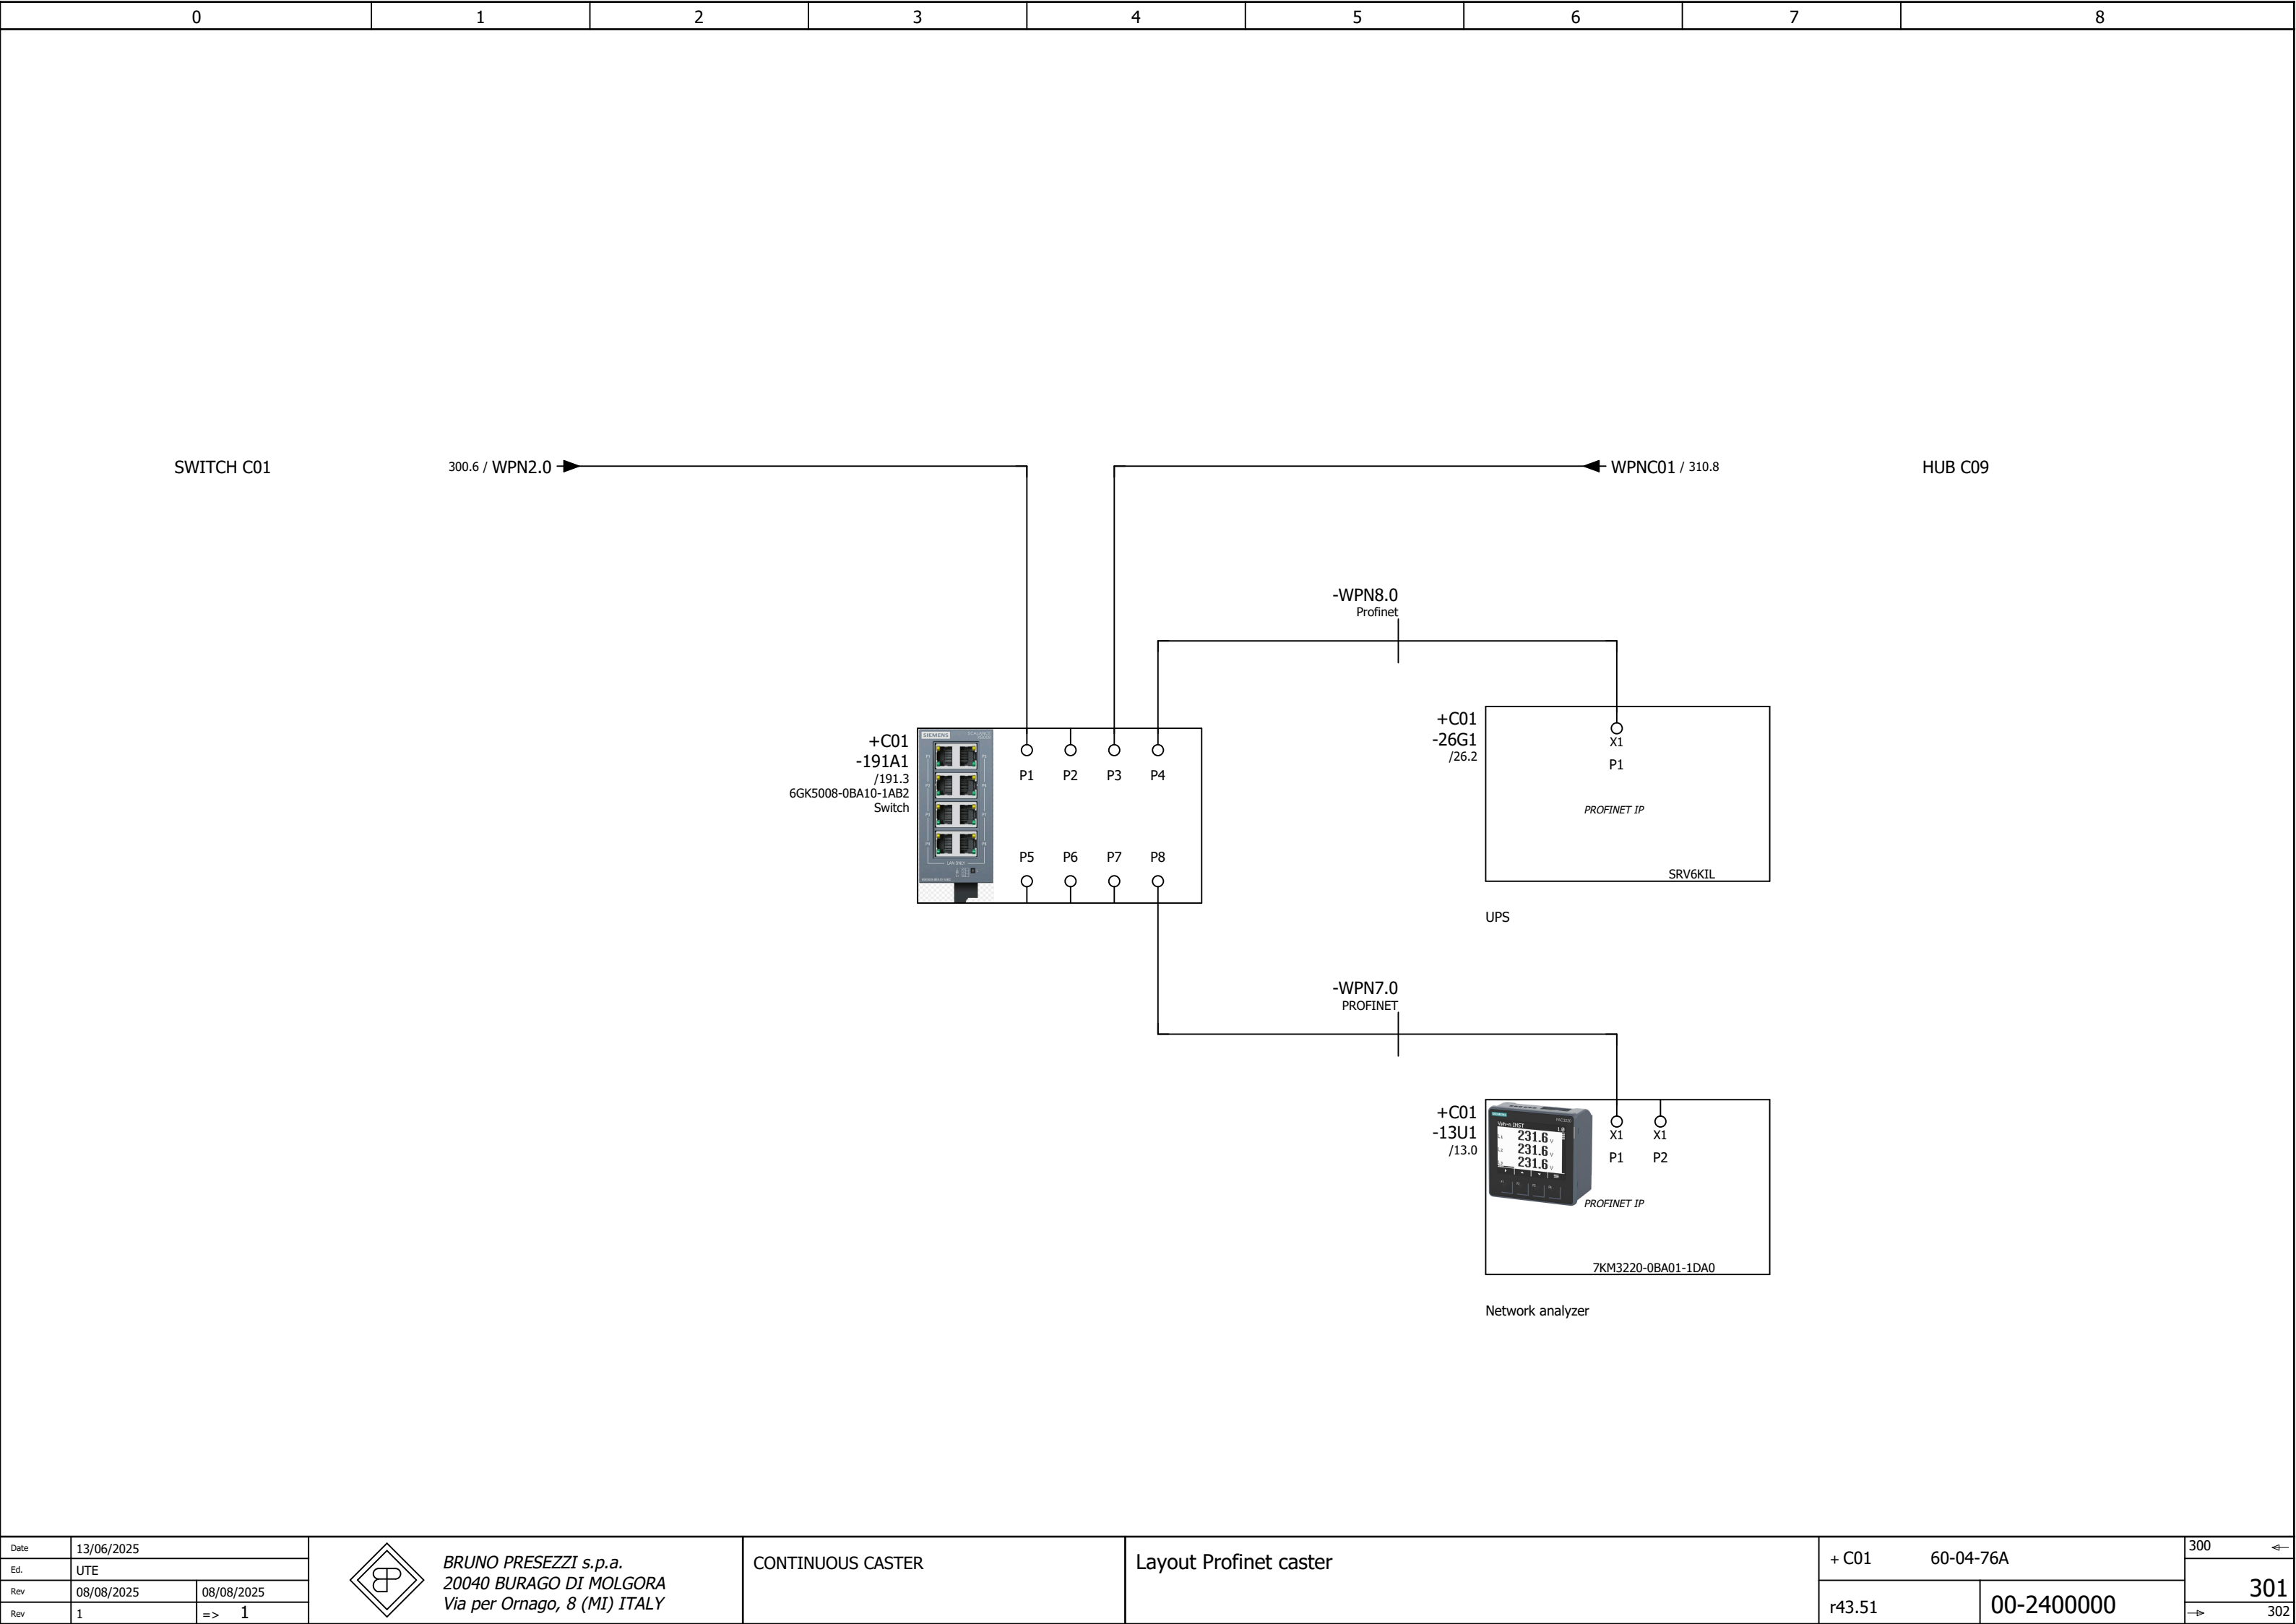 0 1 2 3 4 5 6 7 8
SWITCH C01
300.6 / WPN2.0
WPNC01 / 310.8
HUB C09
-WPN8.0
Profinet
+C01
-191A1
/191.3
6GK5008-0BA10-1AB2
Switch
SIEMENS
P1 P2 P3 P4
P5 P6 P7 P8
+C01
-26G1
/26.2
X1
P1
PROFINET IP
SRV6KIL
UPS
-WPN7.0
PROFINET
+C01
-13U1
/13.0
231.6 V
231.6 V
231.6 V
X1 X1
P1 P2
PROFINET IP
7KM3220-0BA01-1DA0
Network analyzer
Date 13/06/2025
Ed. UTE
Rev 08/08/2025 08/08/2025
Rev 1 => 1
BRUNO PRESEZZI s.p.a.
20040 BURAGO DI MOLGORA
Via per Ornago, 8 (MI) ITALY
CONTINUOUS CASTER
Layout Profinet caster
+ C01 60-04-76A
r43.51 00-2400000
300
301
302